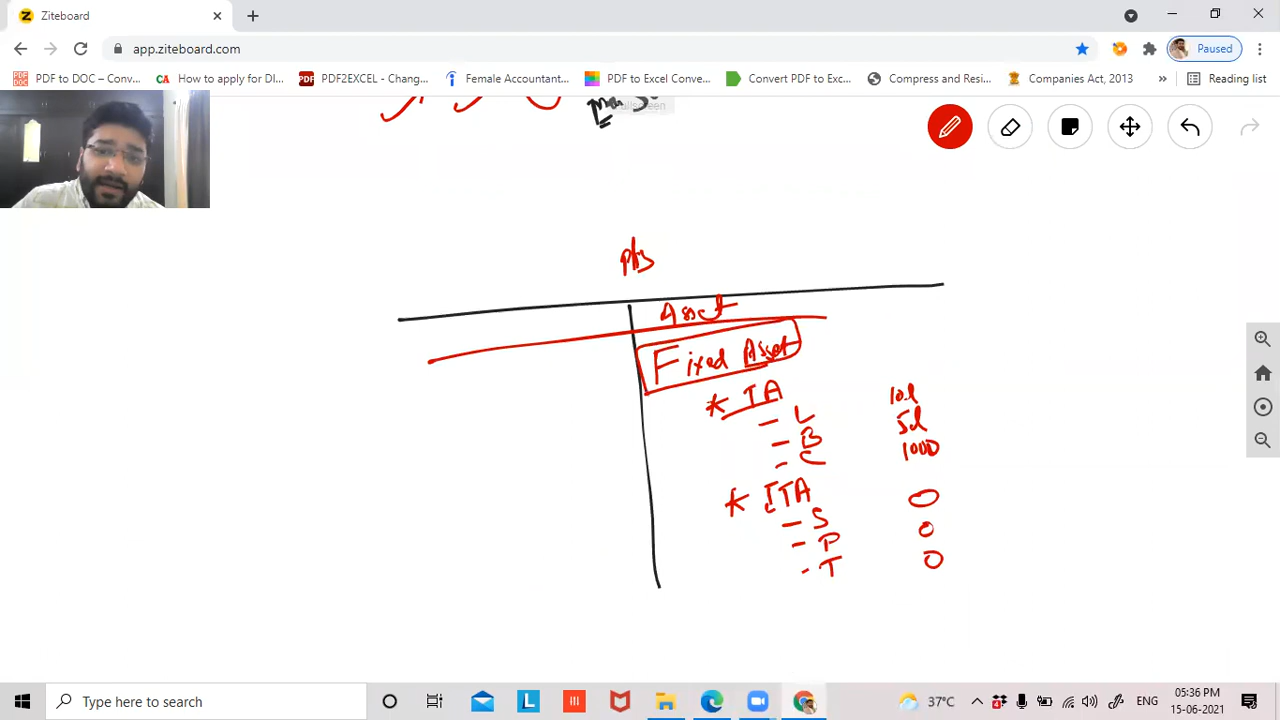 Ziteboard
app.ziteboard.com
Paused
PDF to DOC – Conv...
How to apply for DI...
PDF2EXCEL - Chang...
Female Accountant...
PDF to Excel Conve...
Convert PDF to Exc...
Compress and Resi...
Companies Act, 2013
»
Reading list
Asset
Fixed Asset
* TA
- L 10l
- B 5l
- C 1000
* ITA 0
- S 0
- P 0
- T
Type here to search
37°C
ENG
05:36 PM
15-06-2021